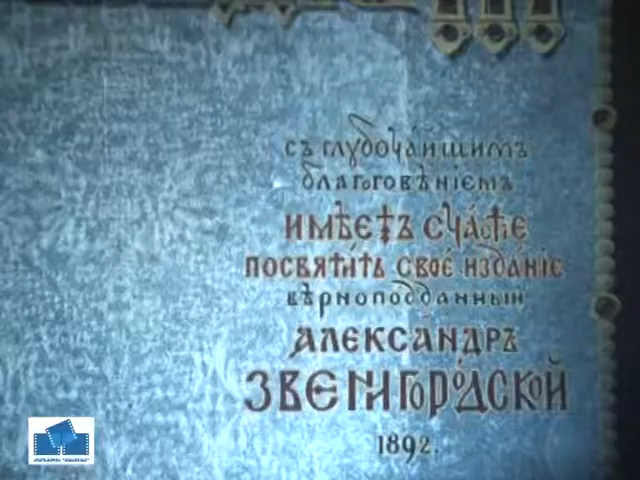 съ глубочайшимъ
благоговѣніемъ
имѣетъ счастіе
посвятить своё изданіе
вѣрноподданный
Александръ
Звенигородской
1892.